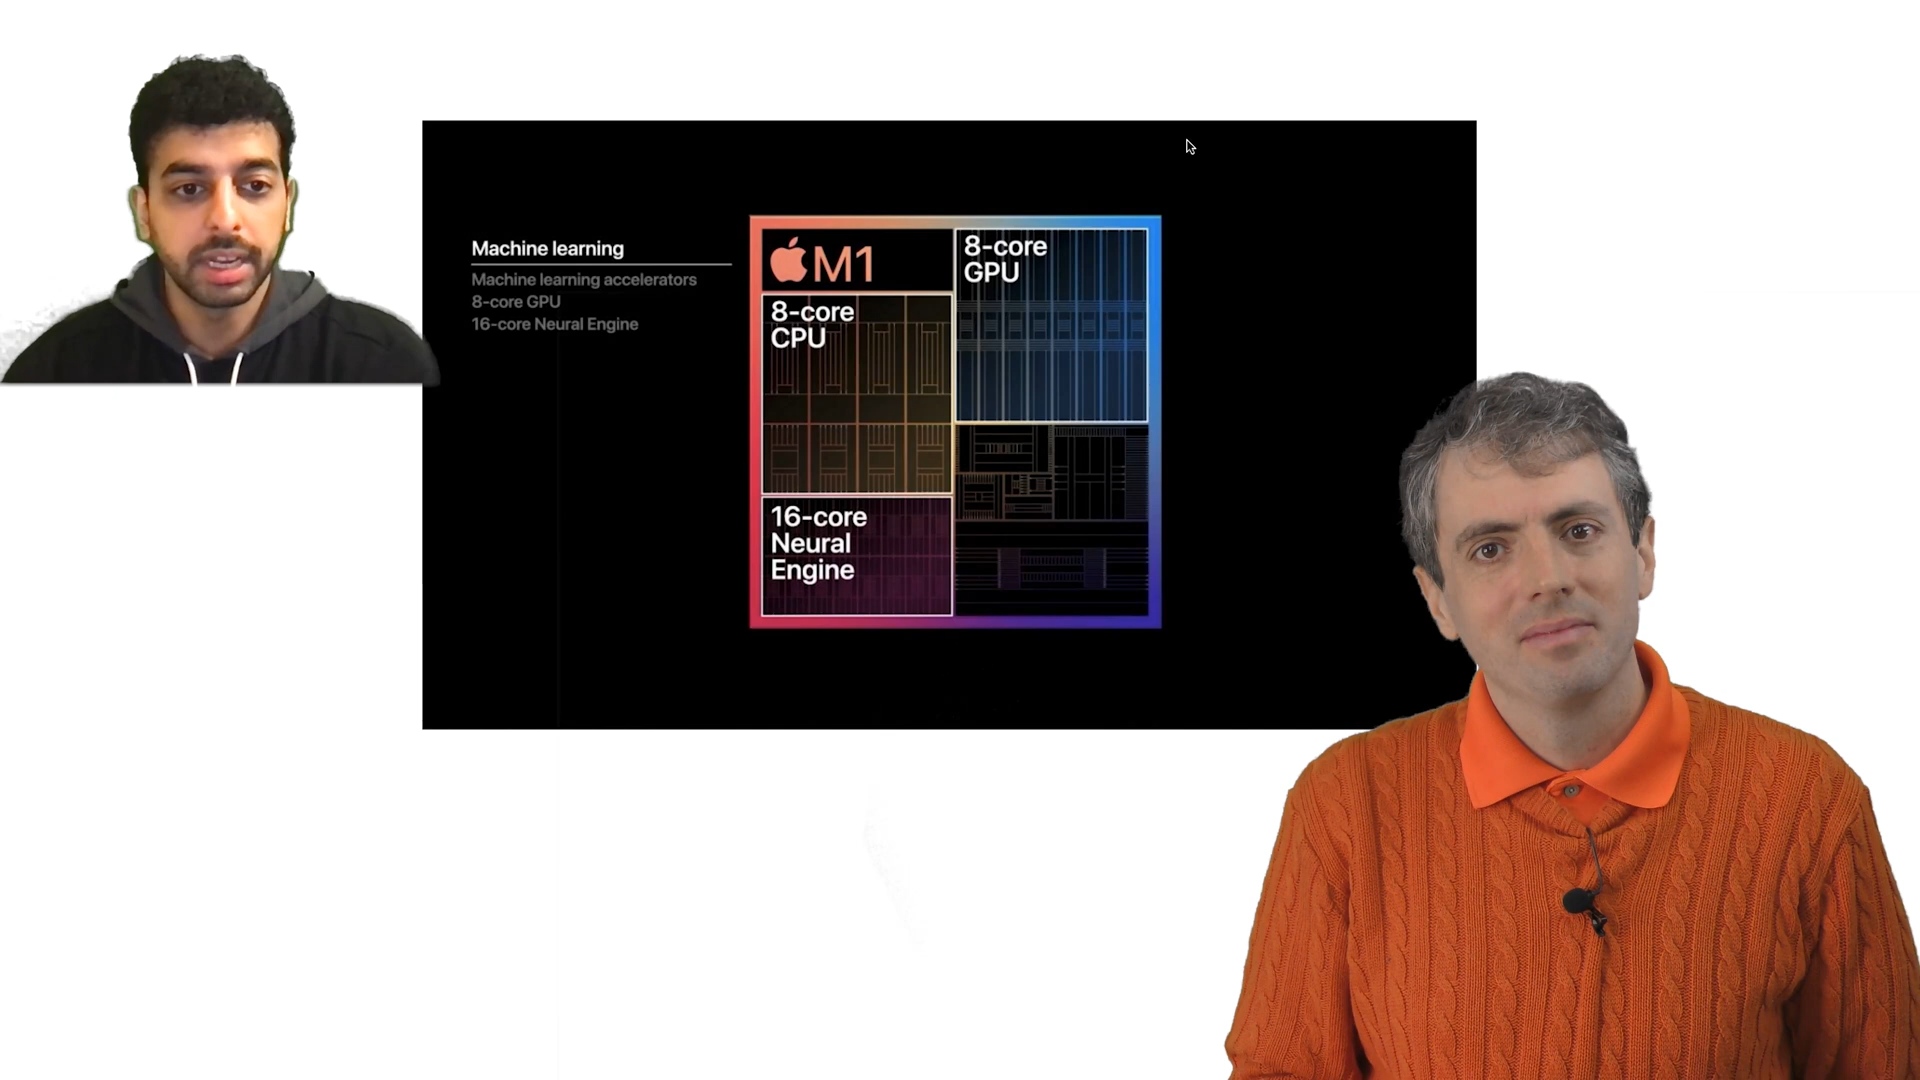 Machine learning
Machine learning accelerators
8-core GPU
16-core Neural Engine
M1
8-core
CPU
16-core
Neural
Engine
8-core
GPU